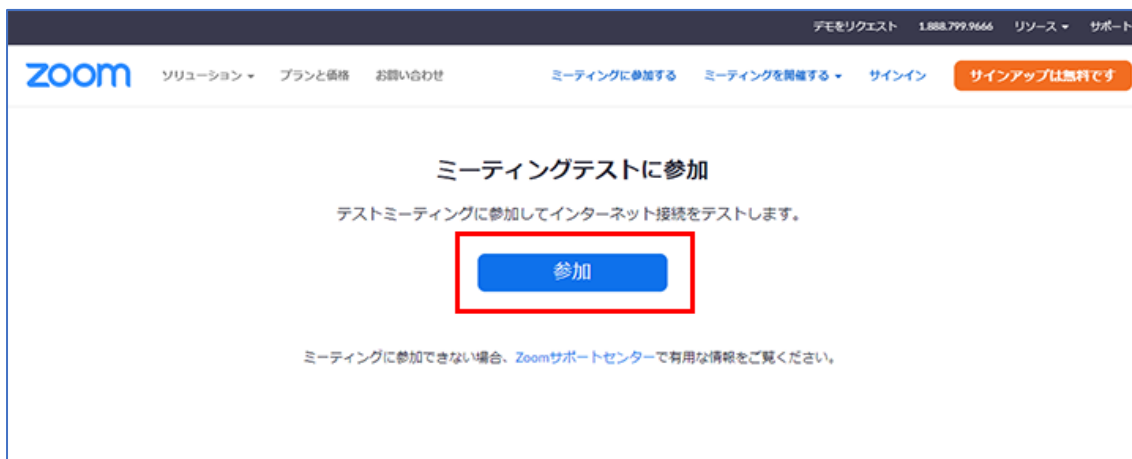 デモをリクエスト 1.888.799.9666 リソース サポート
zoom ソリューション プランと価格 お問い合わせ ミーティングに参加する ミーティングを開催する サインイン サインアップは無料です
ミーティングテストに参加
テストミーティングに参加してインターネット接続をテストします。
参加
ミーティングに参加できない場合、Zoomサポートセンターで有用な情報をご覧ください。